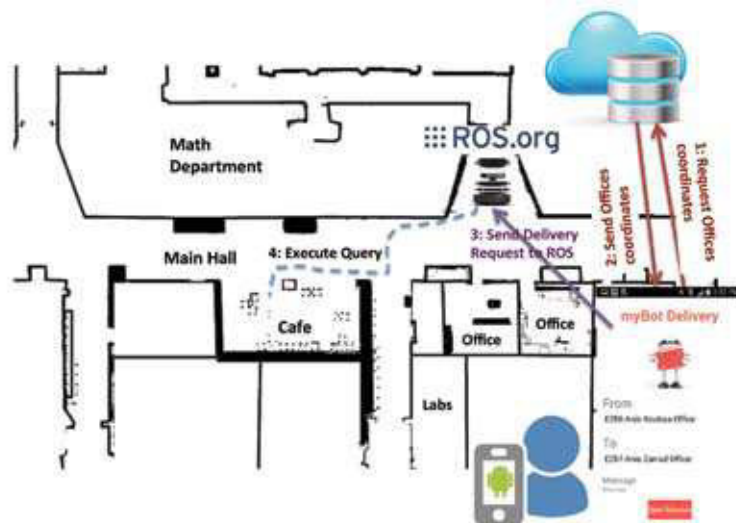 ROS.org
Math
Department
1: Request Offices
coordinates
2: Send Offices
coordinates
3: Send Delivery
Request to ROS
4: Execute Query
Main Hall
Cafe
Office
Office
myBot Delivery
Labs
From
To
Message